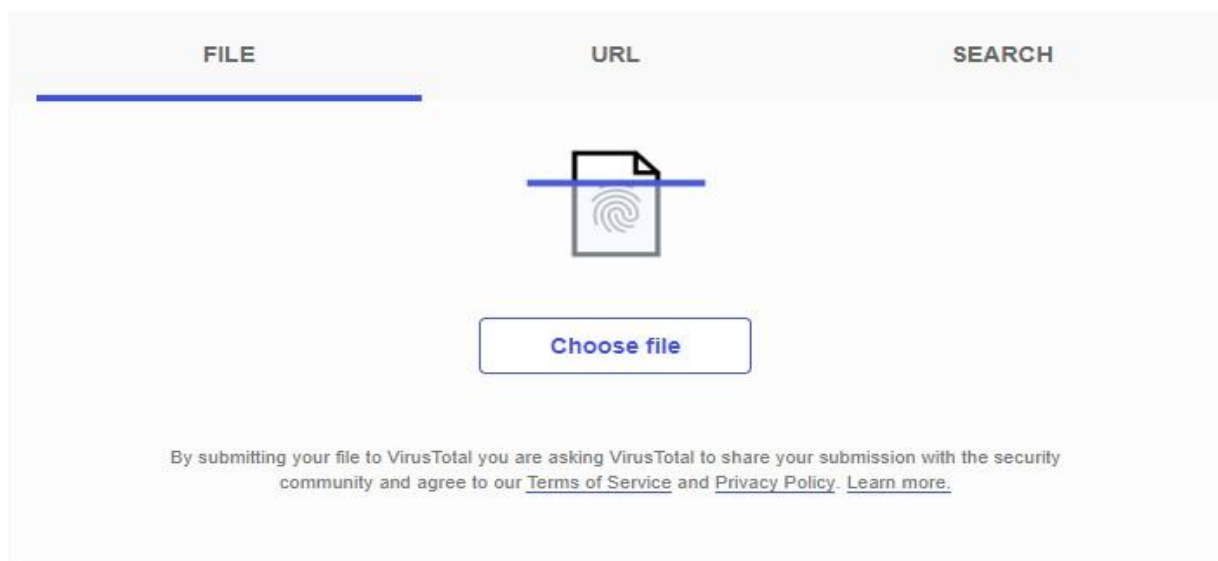 FILE URL SEARCH
Choose file
By submitting your file to VirusTotal you are asking VirusTotal to share your submission with the security
community and agree to our Terms of Service and Privacy Policy. Learn more.